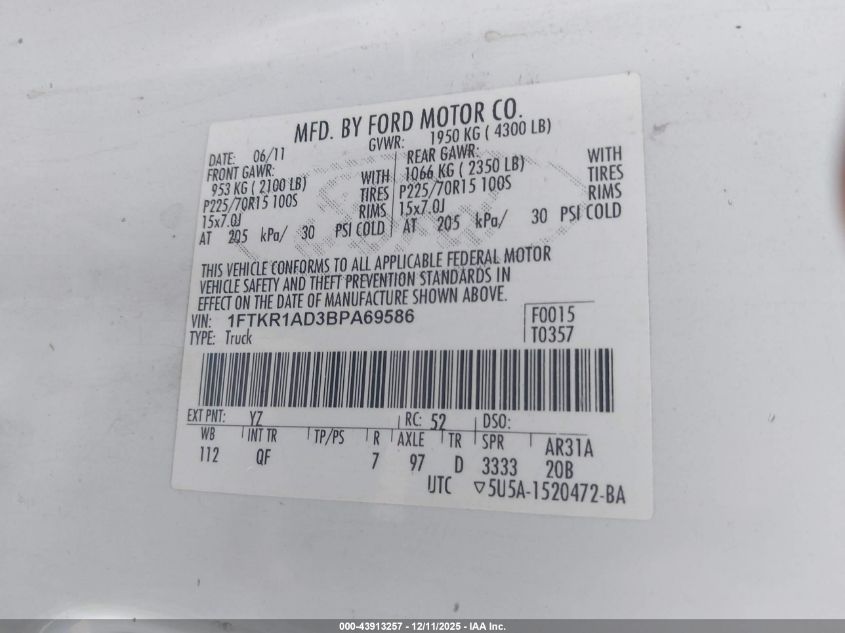 MFD. BY FORD MOTOR CO.
DATE: 06/11 GVWR: 1950 KG ( 4300 LB)
FRONT GAWR: REAR GAWR:
953 KG ( 2100 LB) WITH 1066 KG ( 2350 LB) WITH
P225/70R15 100S TIRES P225/70R15 100S TIRES
15x7.0J RIMS 15x7.0J RIMS
AT 205 kPa/ 30 PSI COLD AT 205 kPa/ 30 PSI COLD
THIS VEHICLE CONFORMS TO ALL APPLICABLE FEDERAL MOTOR
VEHICLE SAFETY AND THEFT PREVENTION STANDARDS IN
EFFECT ON THE DATE OF MANUFACTURE SHOWN ABOVE.
VIN: 1FTKR1AD3BPA69586 F0015
TYPE: Truck T0357
EXT PNT: YZ RC: 52 DSO:
WB INT TR TP/PS R AXLE TR SPR AR31A
112 QF 7 97 D 3333 20B
UTC ▽5U5A-1520472-BA
000-43913257 - 12/11/2025 - IAA Inc.